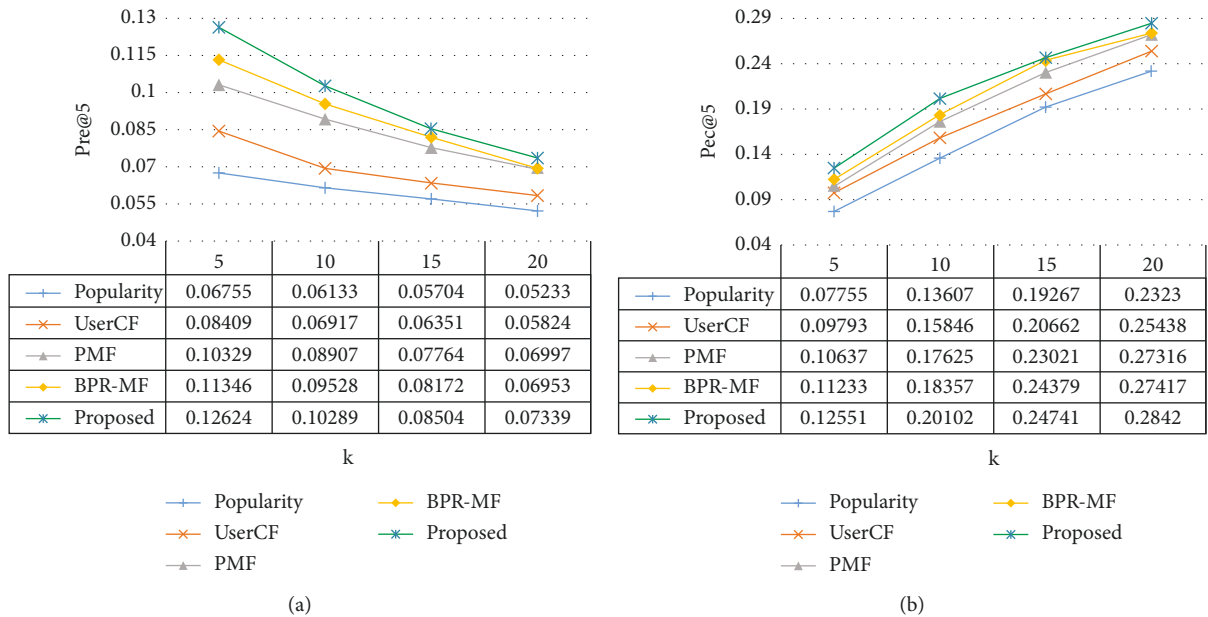 0.13
0.115
0.1
0.085
0.07
0.055
0.04
Pre@5
5 10 15 20
Popularity 0.06755 0.06133 0.05704 0.05233
UserCF 0.08409 0.06917 0.06351 0.05824
PMF 0.10329 0.08907 0.07764 0.06997
BPR-MF 0.11346 0.09528 0.08172 0.06953
Proposed 0.12624 0.10289 0.08504 0.07339
k
Popularity BPR-MF
UserCF Proposed
PMF
(a)
0.29
0.24
0.19
0.14
0.09
0.04
Pec@5
5 10 15 20
Popularity 0.07755 0.13607 0.19267 0.2323
UserCF 0.09793 0.15846 0.20662 0.25438
PMF 0.10637 0.17625 0.23021 0.27316
BPR-MF 0.11233 0.18357 0.24379 0.27417
Proposed 0.12551 0.20102 0.24741 0.2842
k
Popularity BPR-MF
UserCF Proposed
PMF
(b)